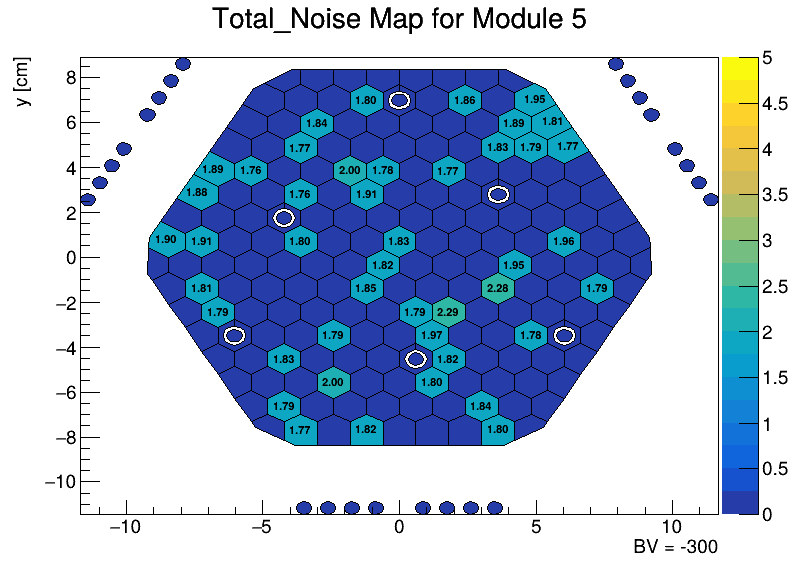 Total_Noise Map for Module 5
y [cm]
8
6
4
2
0
−2
−4
−6
−8
−10
1.80 1.86 1.95
1.84 1.89 1.81
1.77 1.83 1.79 1.77
1.89 1.76 2.00 1.78 1.77
1.88 1.76 1.91
1.90 1.91 1.80 1.83 1.96
1.82 1.95
1.81 1.85 2.28 1.79
1.79 1.79 2.29
1.79 1.97 1.78
1.83 1.82
2.00 1.80
1.79 1.84
1.77 1.82 1.80
5
4.5
4
3.5
3
2.5
2
1.5
1
0.5
0
−10 −5 0 5 10
BV = -300